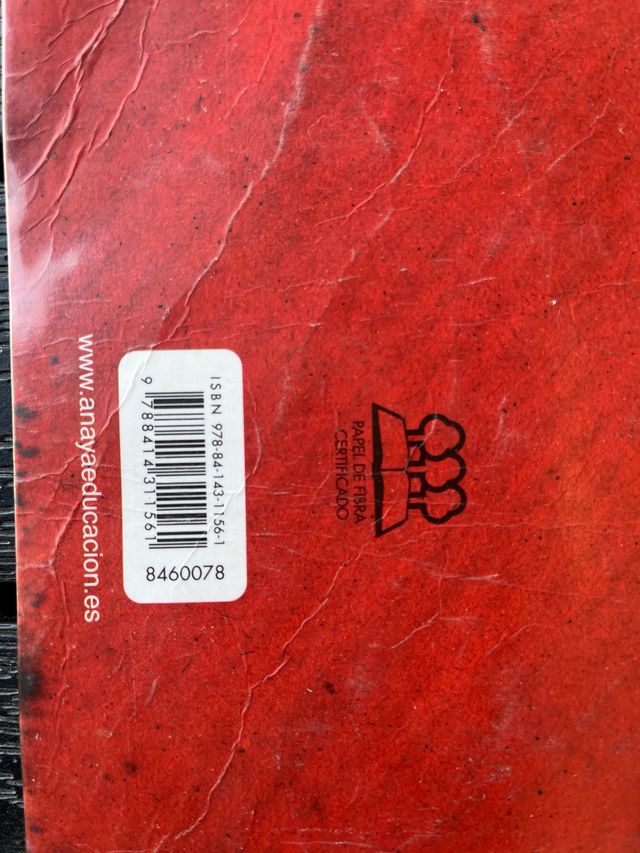 PAPEL DE FIBRA
CERTIFICADO
ISBN 978-84-143-1156-1
9 788414 311561
8460078
www.anayaeducacion.es